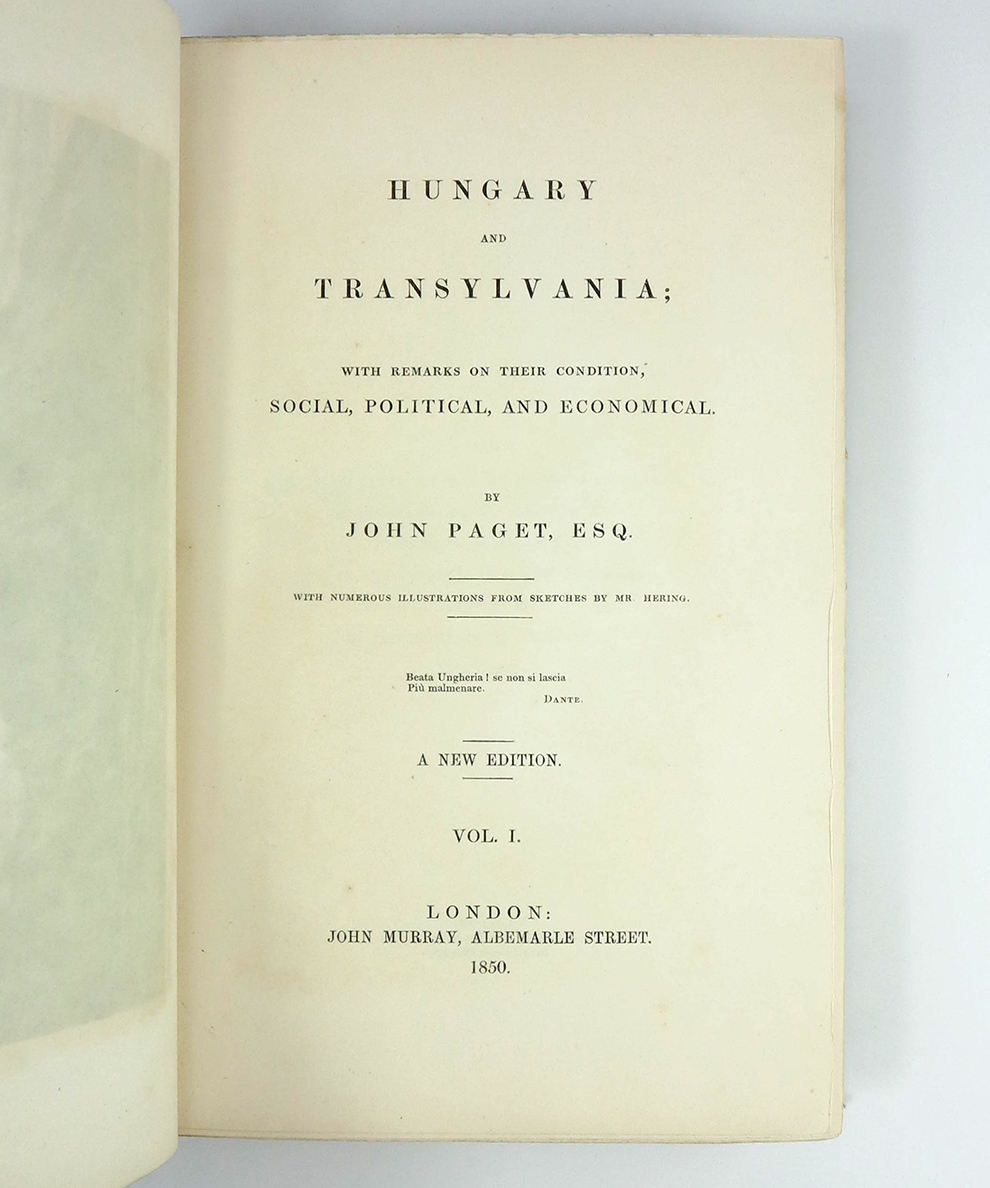 HUNGARY
AND
TRANSYLVANIA;
WITH REMARKS ON THEIR CONDITION,
SOCIAL, POLITICAL, AND ECONOMICAL.
BY
JOHN PAGET, ESQ.
WITH NUMEROUS ILLUSTRATIONS FROM SKETCHES BY MR HERING.
Beata Ungheria! se non si lascia
Più malmenare.
DANTE.
A NEW EDITION.
VOL. I.
LONDON:
JOHN MURRAY, ALBEMARLE STREET.
1850.